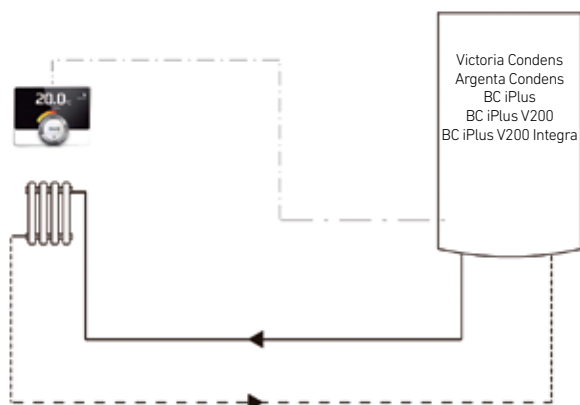 20.0
Victoria Condens
Argenta Condens
BC iPlus
BC iPlus V200
BC iPlus V200 Integra